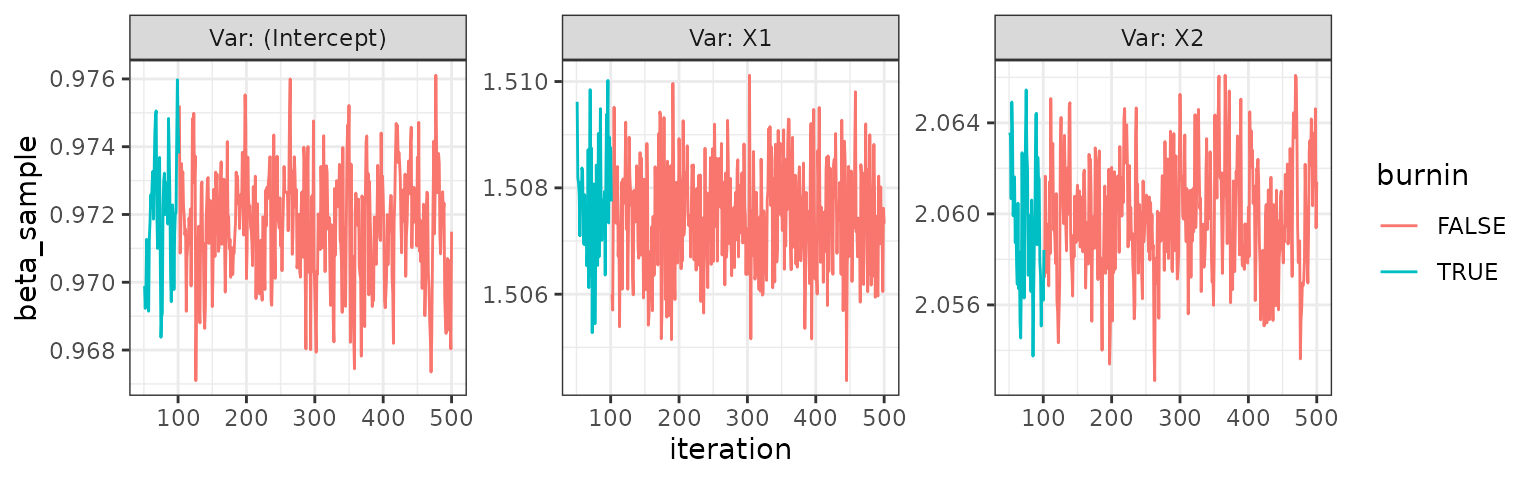 Var: (Intercept)
Var: X1
Var: X2
beta_sample
0.976
0.974
0.972
0.970
0.968
1.510
1.508
1.506
2.064
2.060
2.056
100 200 300 400 500
100 200 300 400 500
100 200 300 400 500
iteration
burnin
FALSE
TRUE